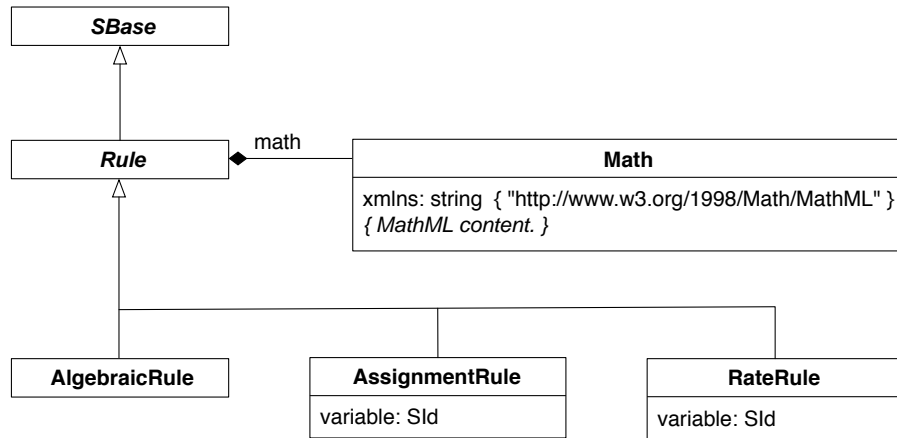 SBase
Rule
math
Math
xmlns: string { "http://www.w3.org/1998/Math/MathML" }
{ MathML content. }
AlgebraicRule
AssignmentRule
variable: SId
RateRule
variable: SId